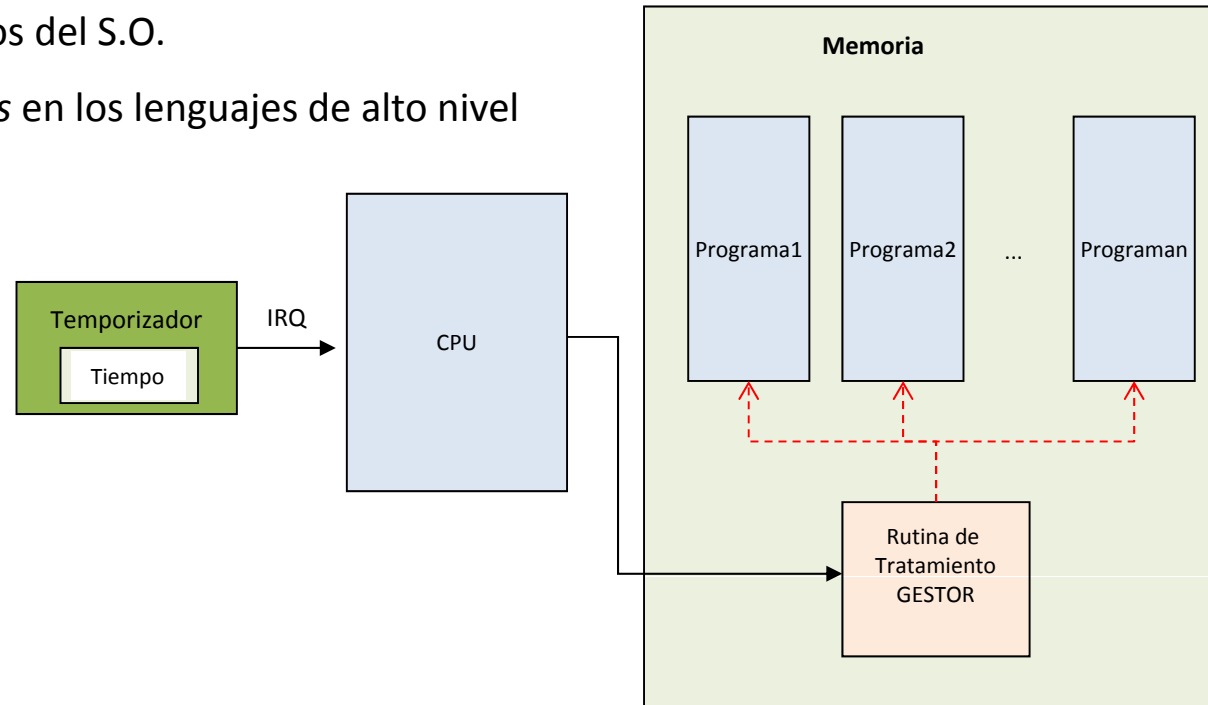 os del S.O.
s en los lenguajes de alto nivel
Memoria
Programa1
Programa2
...
Programan
Temporizador
Tiempo
IRQ
CPU
Rutina de
Tratamiento
GESTOR